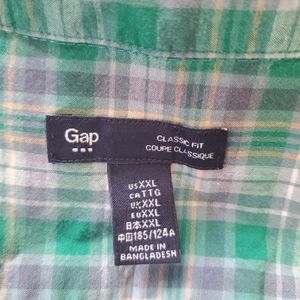 Gap
CLASSIC FIT
COUPE CLASSIQUE
US XXL
CA TTG
UK XXL
EU XXL
日本 XXL
中国 185/124A
MADE IN
BANGLADESH